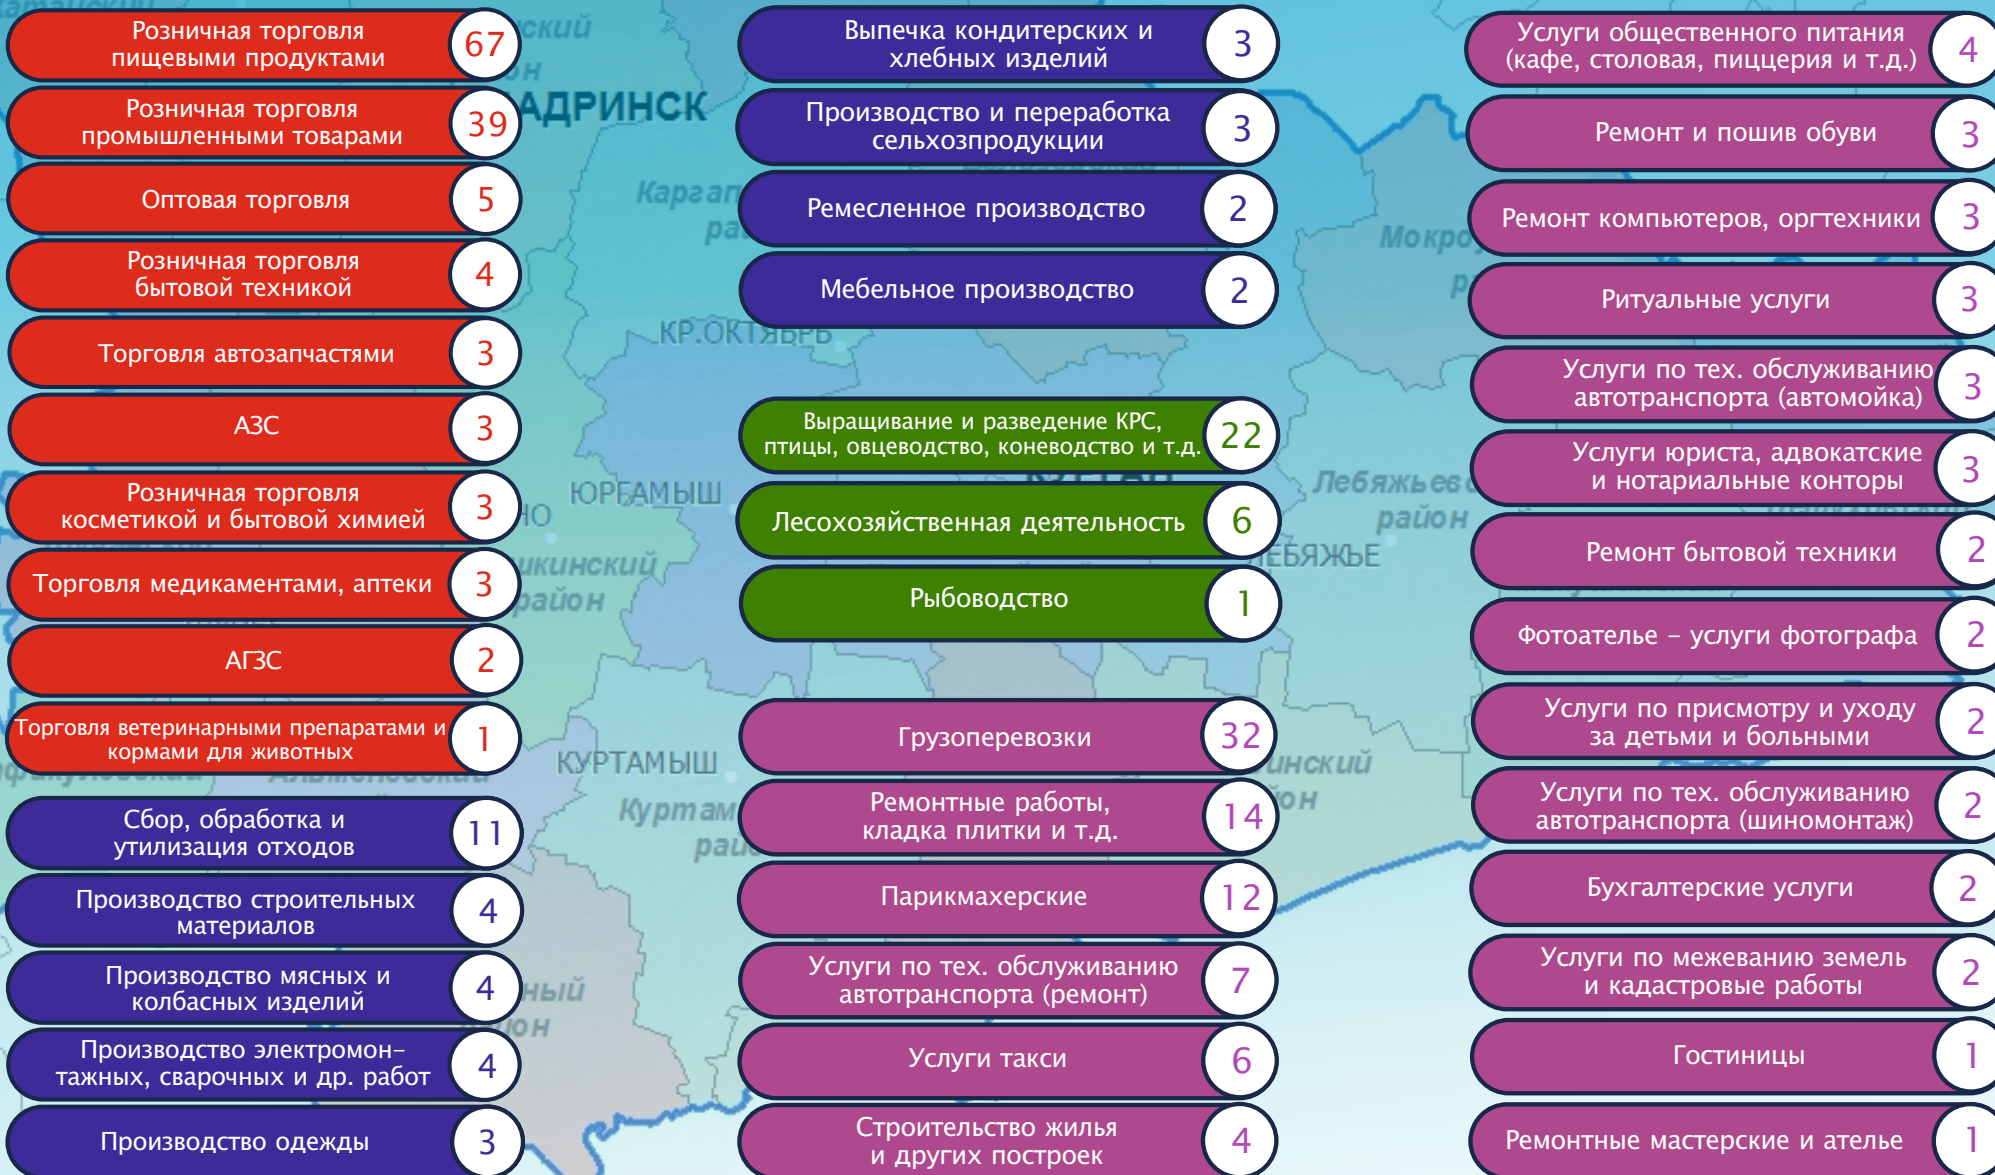 Розничная торговля
пищевыми продуктами
67
Розничная торговля
промышленными товарами
39
Оптовая торговля
5
Розничная торговля
бытовой техникой
4
Торговля автозапчастями
3
АЗС
3
Розничная торговля
косметикой и бытовой химией
3
Торговля медикаментами, аптеки
3
АГЗС
2
Торговля ветеринарными препаратами и
кормами для животных
1
Сбор, обработка и
утилизация отходов
11
Производство строительных
материалов
4
Производство мясных и
колбасных изделий
4
Производство электромон-
тажных, сварочных и др. работ
4
Производство одежды
3
Выпечка кондитерских и
хлебных изделий
3
Производство и переработка
сельхозпродукции
3
Ремесленное производство
2
Мебельное производство
2
Выращивание и разведение КРС,
птицы, овцеводство, коневодство и т.д.
22
Лесохозяйственная деятельность
6
Рыбоводство
1
Грузоперевозки
32
Ремонтные работы,
кладка плитки и т.д.
14
Парикмахерские
12
Услуги по тех. обслуживанию
автотранспорта (ремонт)
7
Услуги такси
6
Строительство жилья
и других построек
4
Услуги общественного питания
(кафе, столовая, пиццерия и т.д.)
4
Ремонт и пошив обуви
3
Ремонт компьютеров, оргтехники
3
Ритуальные услуги
3
Услуги по тех. обслуживанию
автотранспорта (автомойка)
3
Услуги юриста, адвокатские
и нотариальные конторы
3
Ремонт бытовой техники
2
Фотоателье – услуги фотографа
2
Услуги по присмотру и уходу
за детьми и больными
2
Услуги по тех. обслуживанию
автотранспорта (шиномонтаж)
2
Бухгалтерские услуги
2
Услуги по межеванию земель
и кадастровые работы
2
Гостиницы
1
Ремонтные мастерские и ателье
1
АДРИНСК
КР.ОКТЯБРЬ
ЮРГАМЫШ
район
Лебяжьев
район
ЕБЯЖЬЕ
КУРТАМЫШ
Куртам